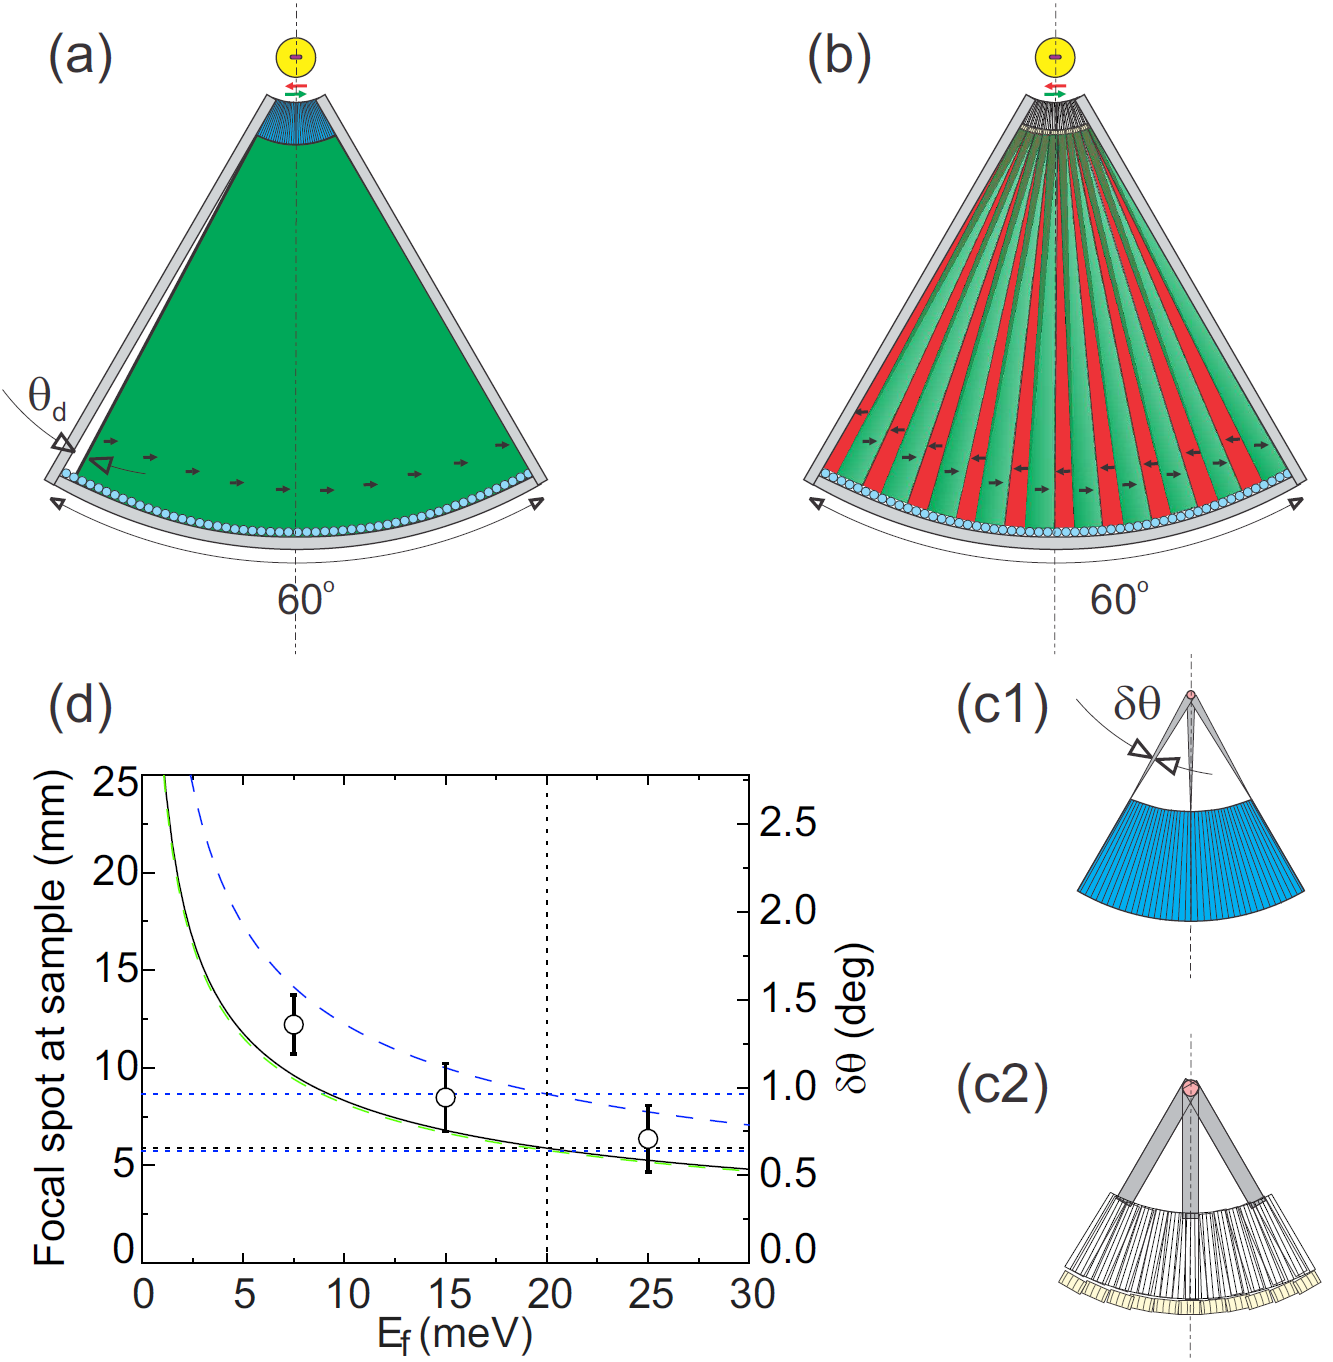 (a)
(b)
θd
60o
60o
(d)
(c1)
δθ
(c2)
Focal spot at sample (mm)
25
20
15
10
5
0
2.5
2.0
1.5
1.0
0.5
0.0
δθ (deg)
0 5 10 15 20 25 30
Ef (meV)